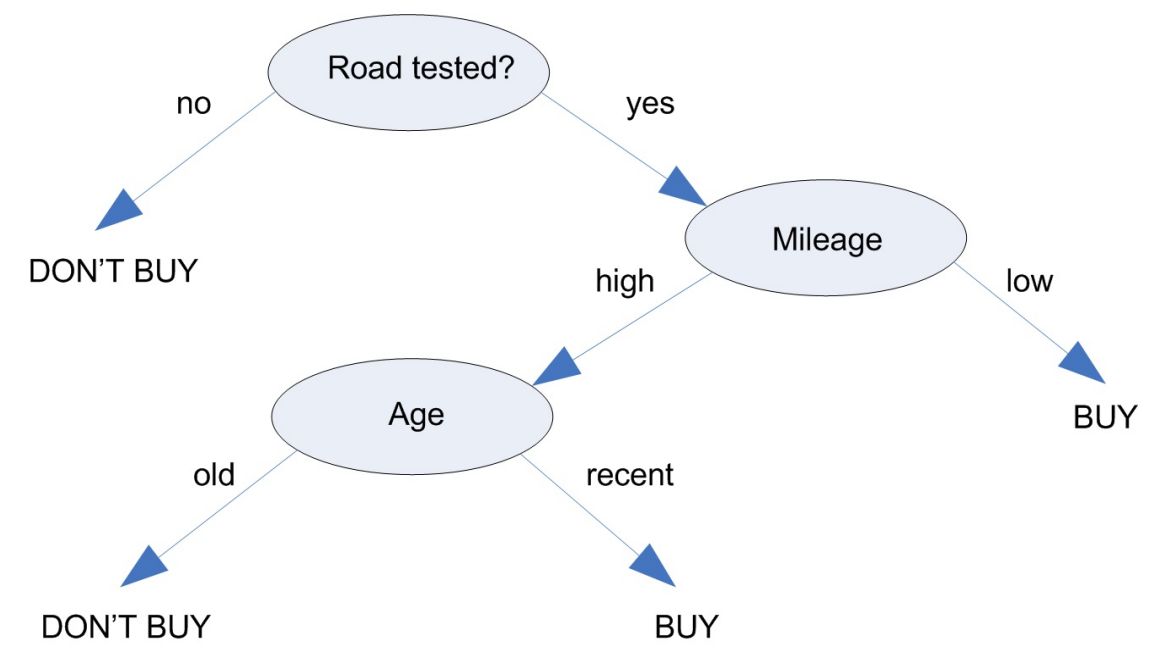 Road tested?
no
yes
DON’T BUY
Mileage
high
low
Age
BUY
old
recent
DON’T BUY
BUY